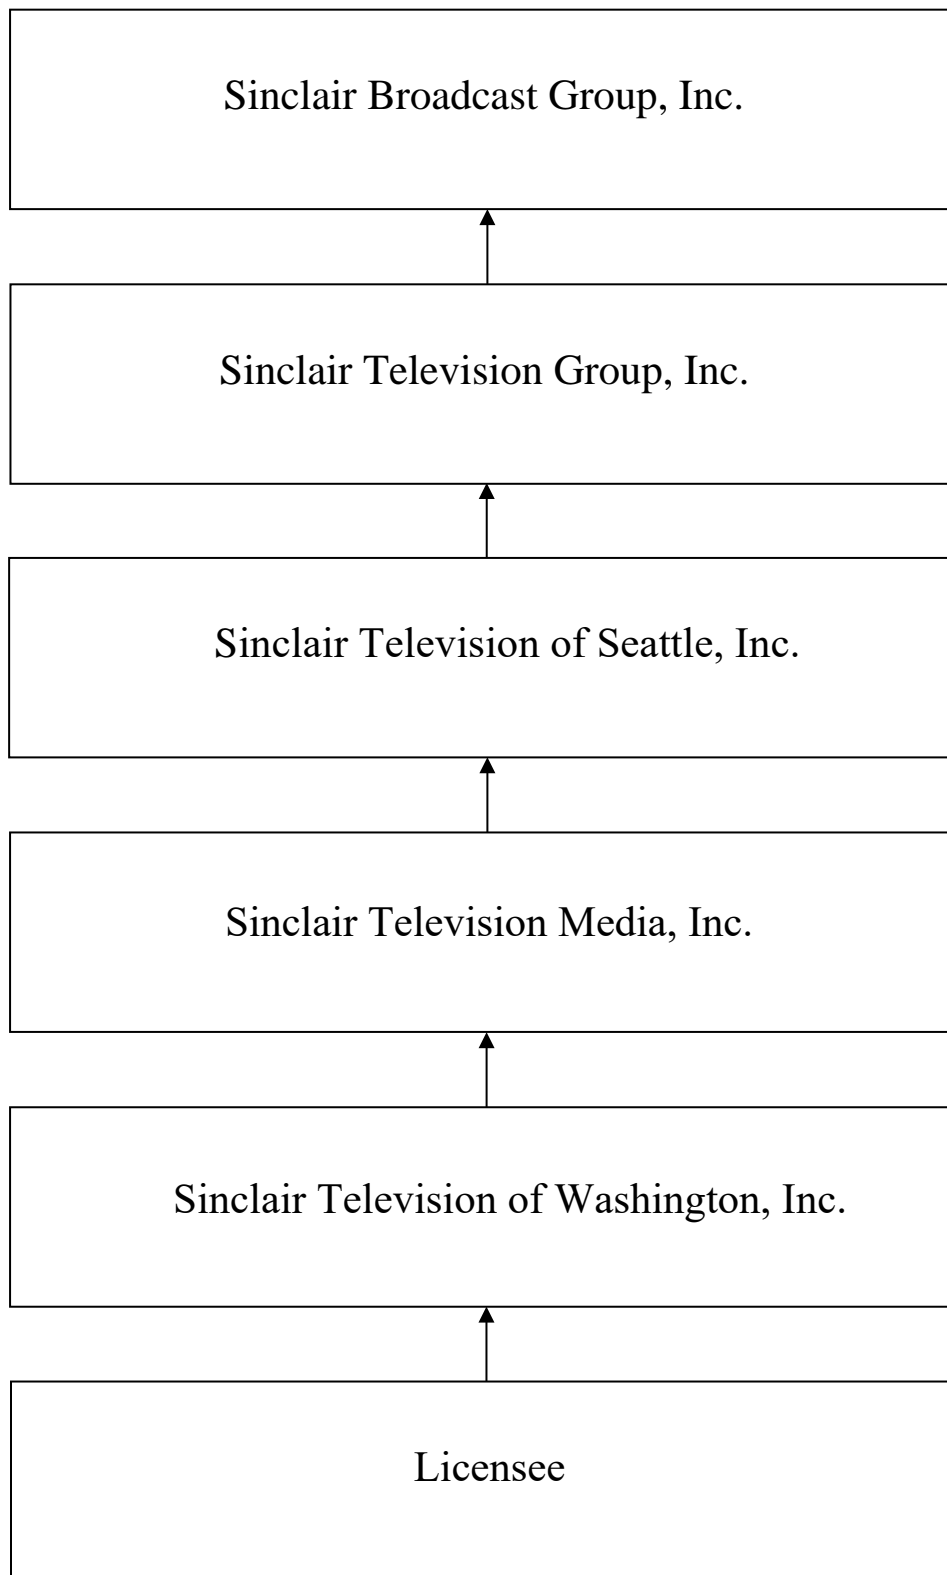 Sinclair Broadcast Group, Inc.
Sinclair Television Group, Inc.
Sinclair Television of Seattle, Inc.
Sinclair Television Media, Inc.
Sinclair Television of Washington, Inc.
Licensee